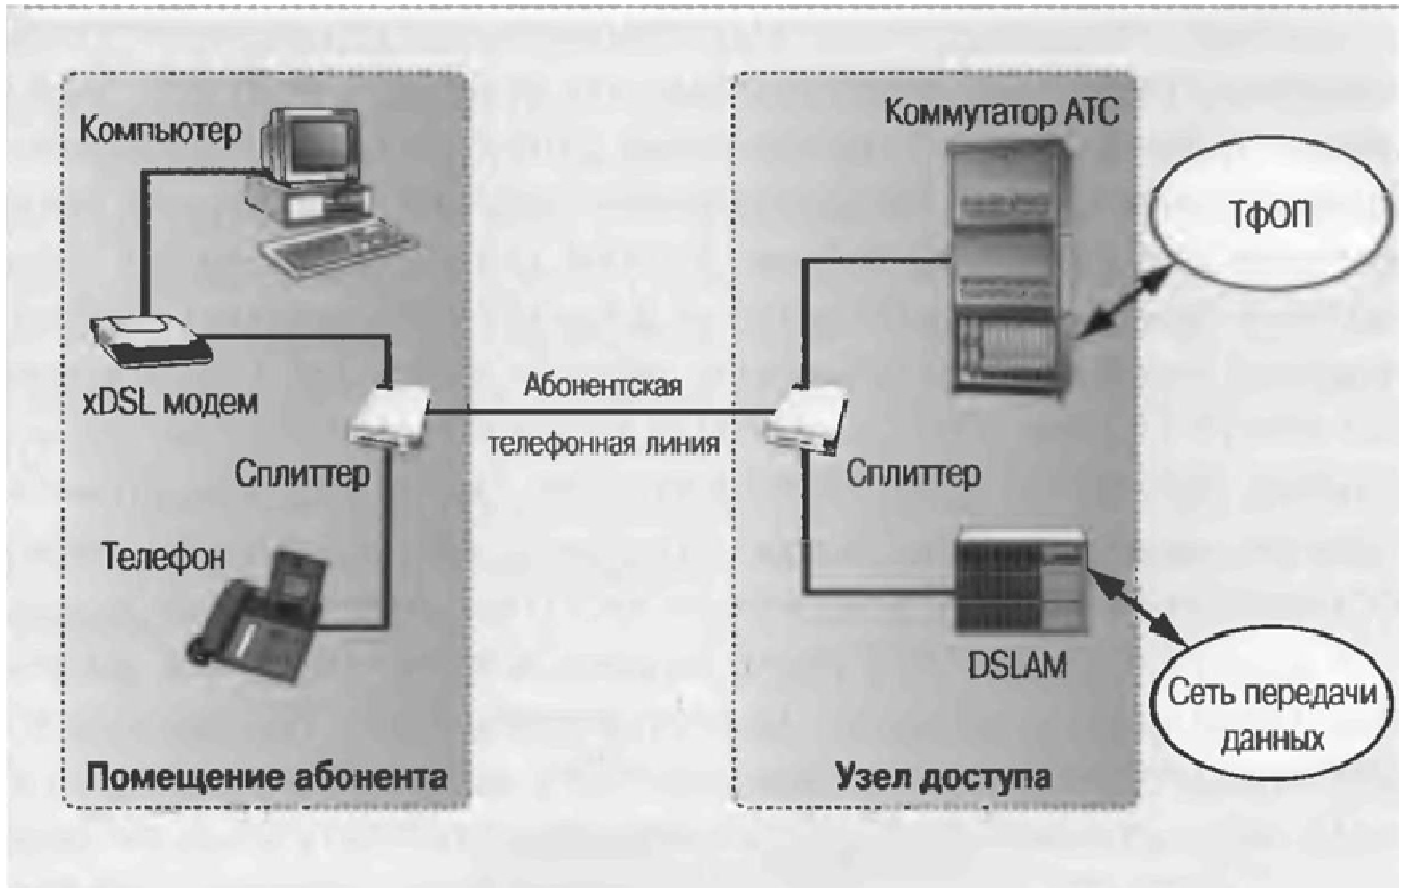 Компьютер
Коммутатор АТС
ТфОП
xDSL модем
Абонентская
телефонная линия
Сплиттер
Сплиттер
Телефон
DSLAM
Сеть передачи
данных
Помещение абонента
Узел доступа